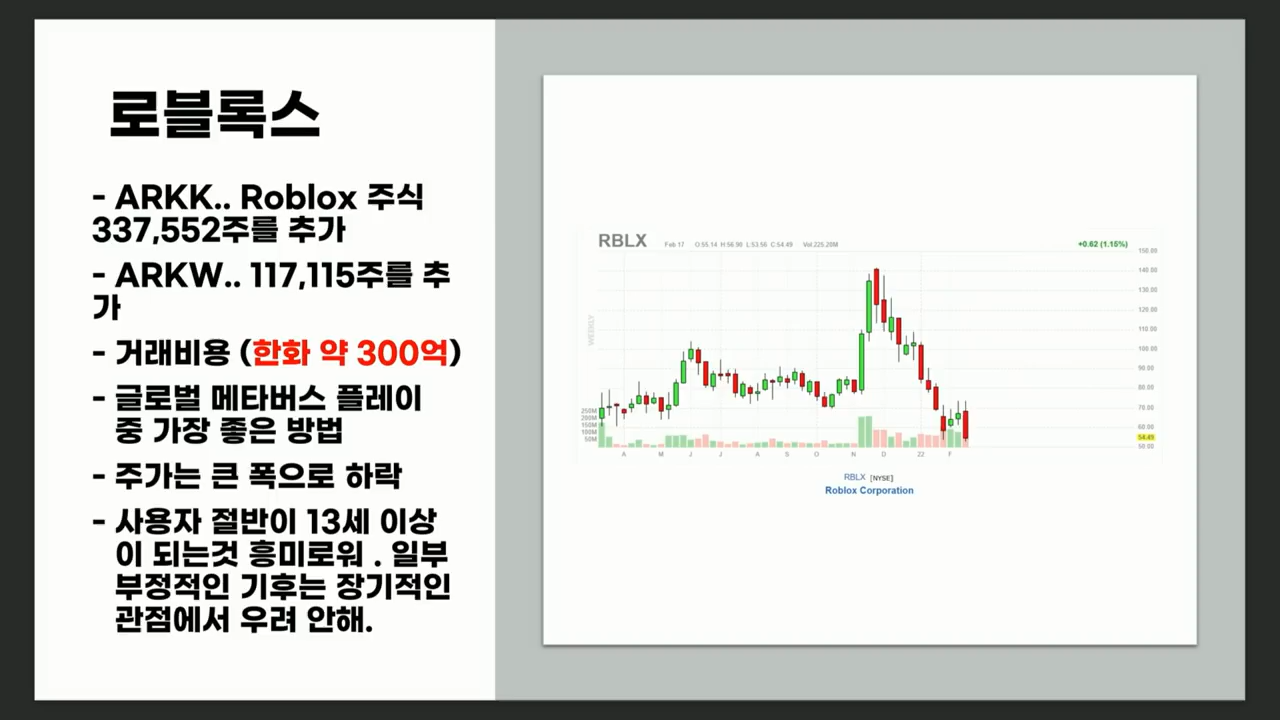 로블록스
- ARKK.. Roblox 주식
337,552주를 추가
- ARKW.. 117,115주를 추
가
- 거래비용 (한화 약 300억)
- 글로벌 메타버스 플레이
중 가장 좋은 방법
- 주가는 큰 폭으로 하락
- 사용자 절반이 13세 이상
이 되는것 흥미로워 . 일부
부정적인 기후는 장기적인
관점에서 우려 안해.
RBLX Feb 17 O:55.14 H:56.90 L:53.56 C:54.49 Vol:225.20M +0.62 (1.15%)
150.00
140.00
130.00
120.00
110.00
100.00
90.00
80.00
70.00
60.00
54.49
50.00
WEEKLY
250M
200M
150M
100M
50M
A M J J A S O N D 22 F
RBLX [NYSE]
Roblox Corporation